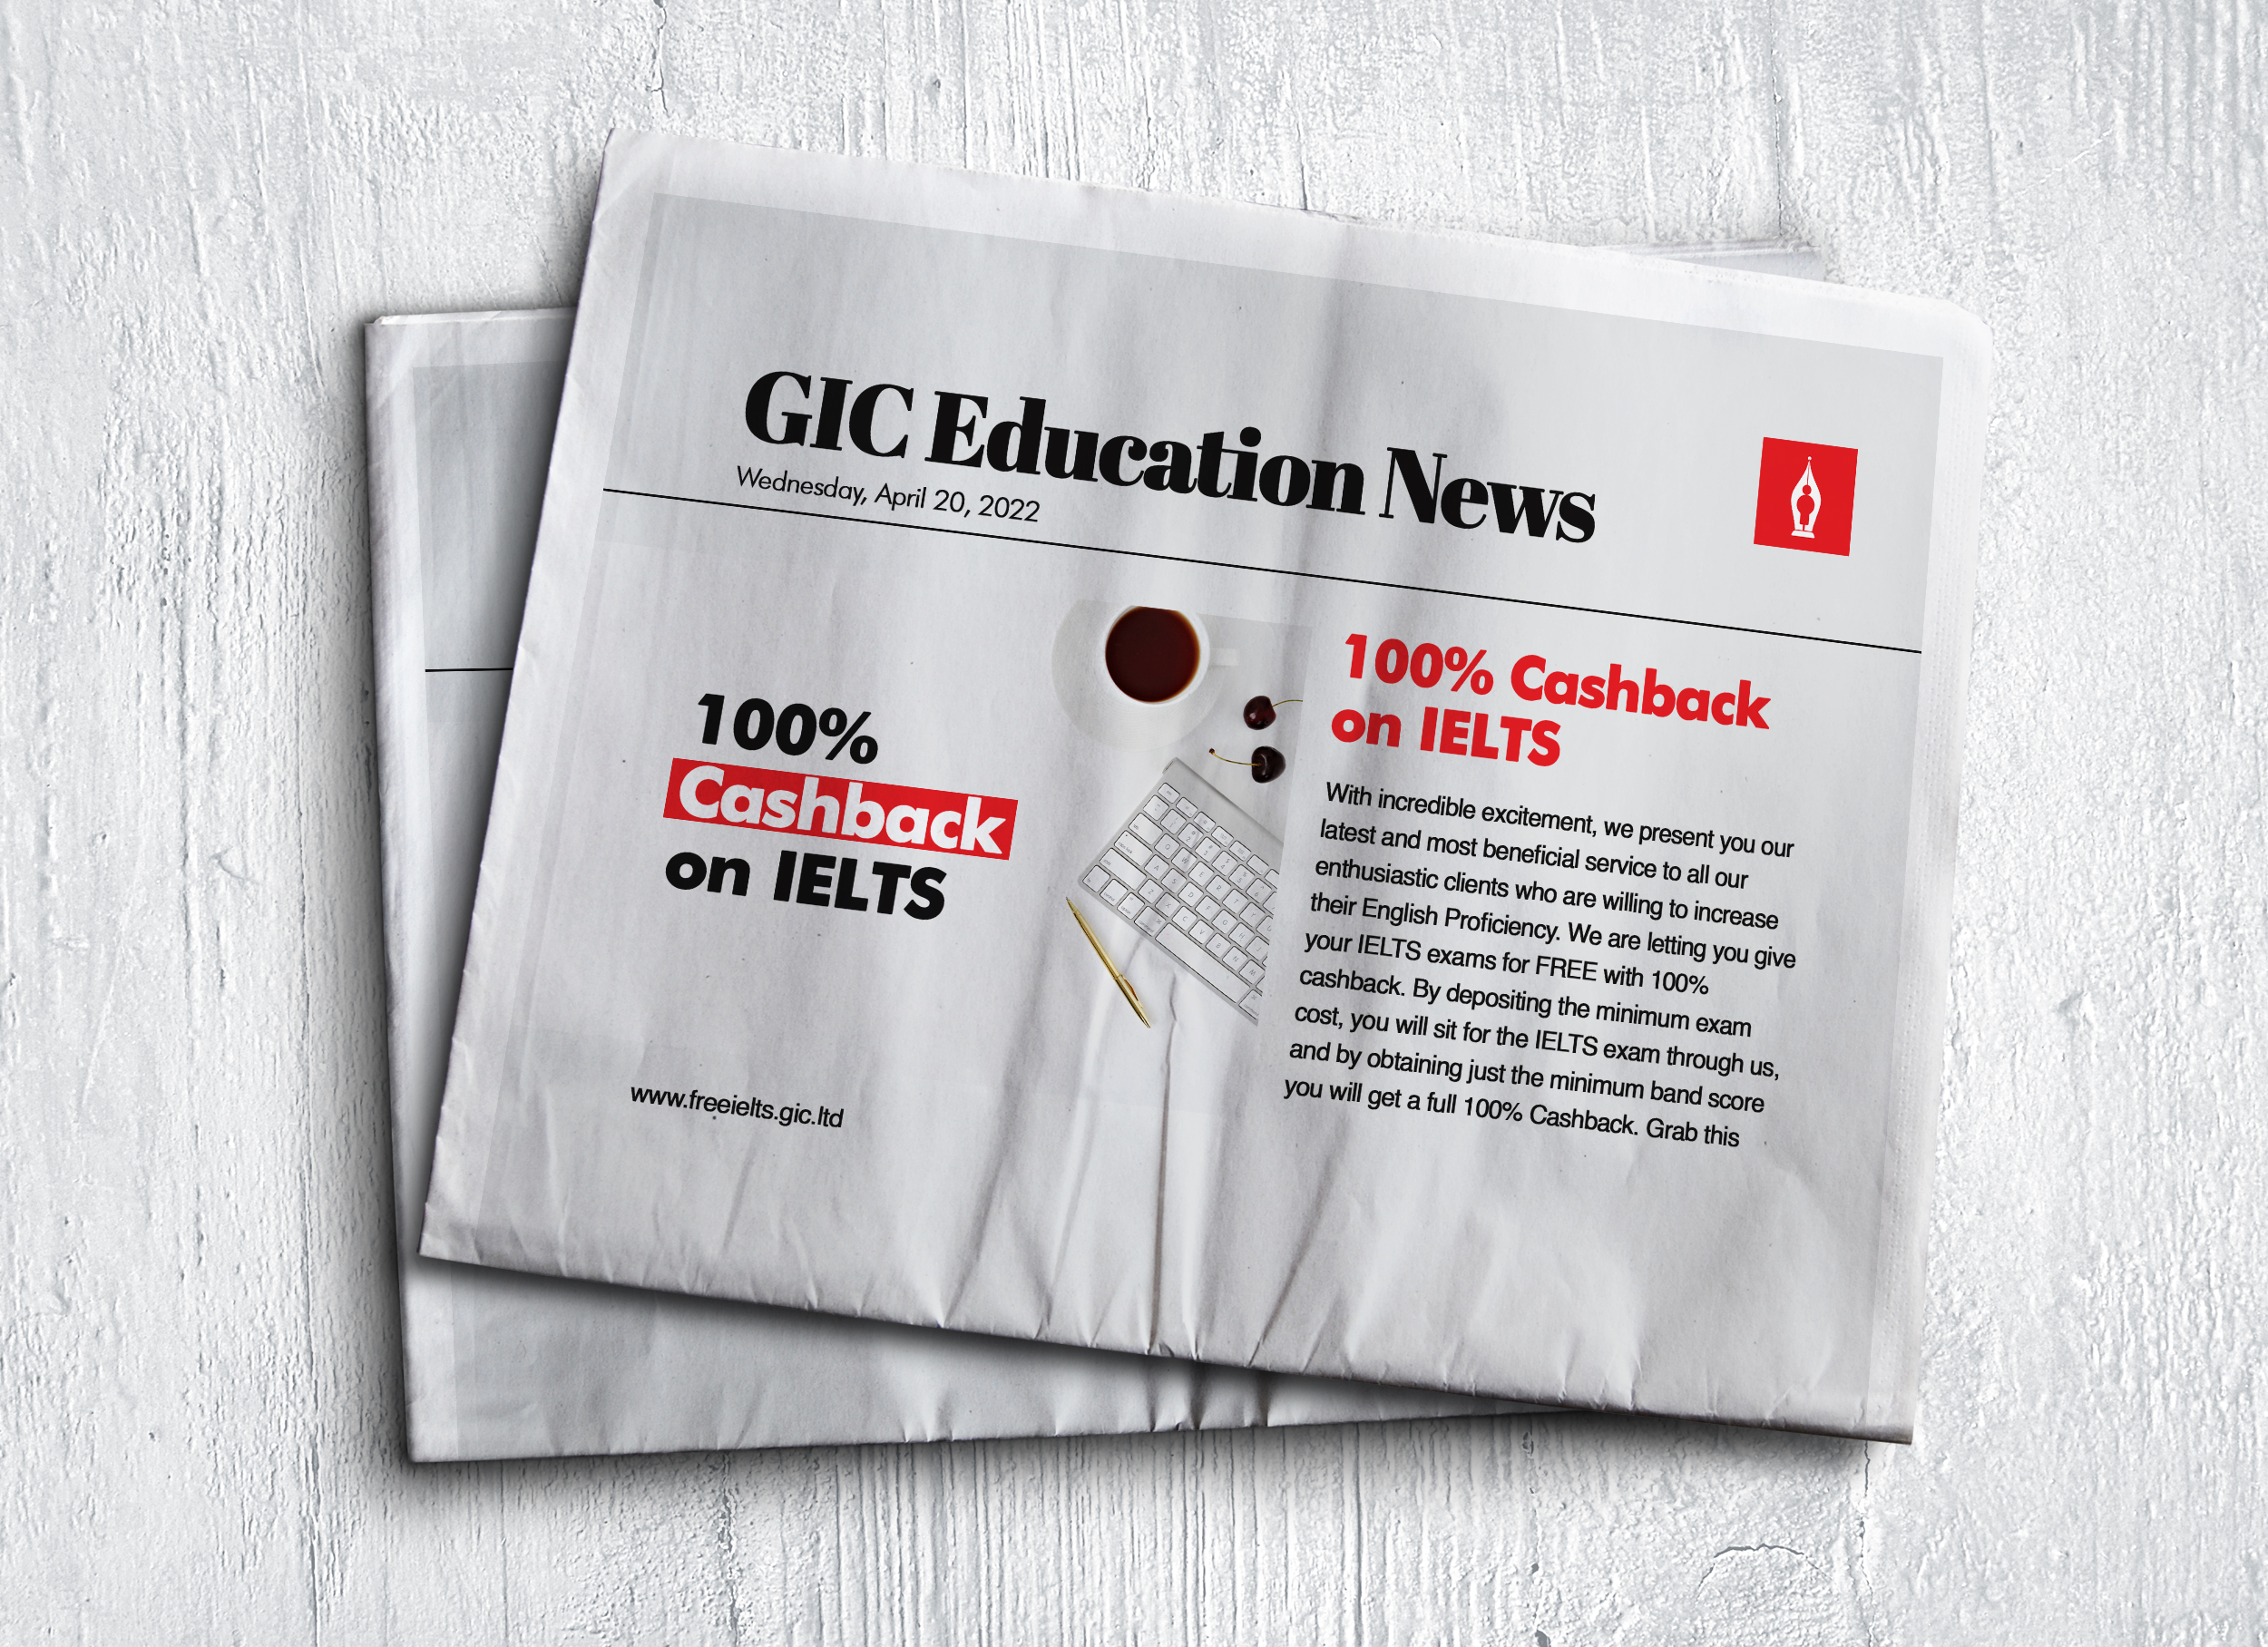 GIC Education News
Wednesday, April 20, 2022
100%
Cashback
on IELTS
www.freeielts.gic.ltd
100% Cashback
on IELTS
With incredible excitement, we present you our
latest and most beneficial service to all our
enthusiastic clients who are willing to increase
their English Proficiency. We are letting you give
your IELTS exams for FREE with 100%
cashback. By depositing the minimum exam
cost, you will sit for the IELTS exam through us,
and by obtaining just the minimum band score
you will get a full 100% Cashback. Grab this